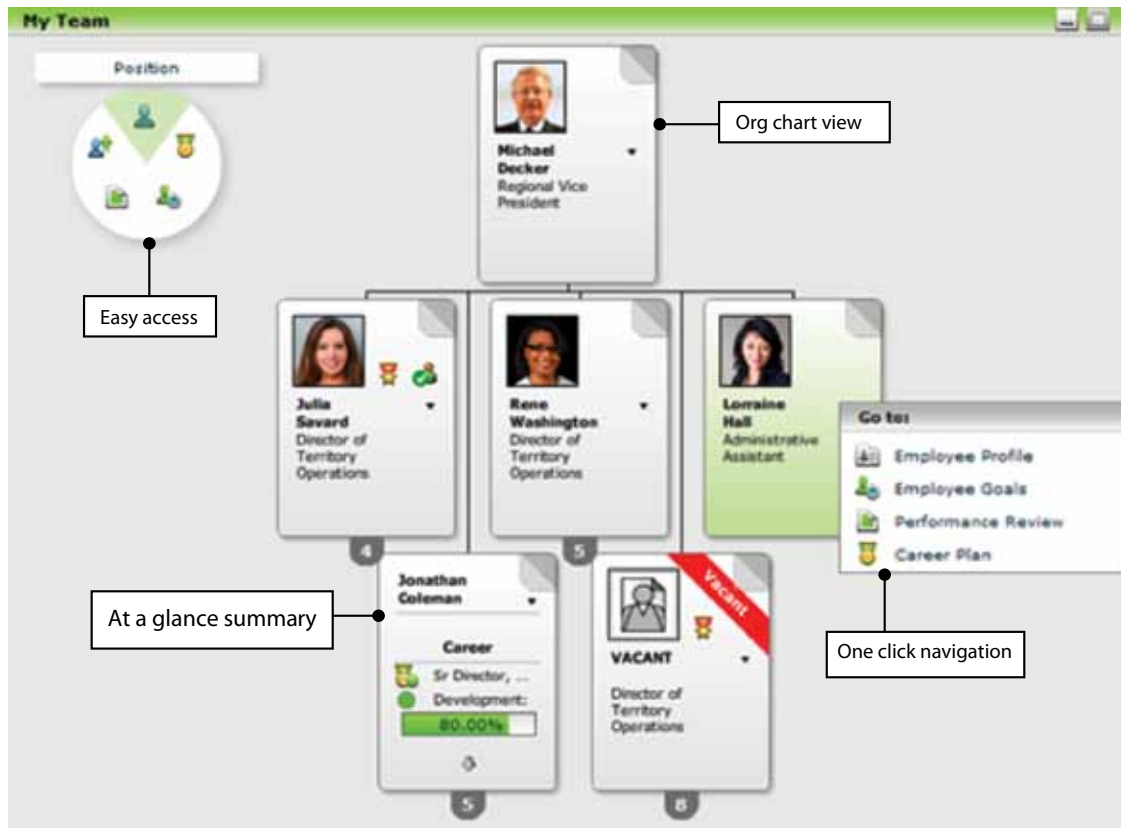 My Team
Position
Org chart view
Michael
Decker
Regional Vice
President
Easy access
Julia
Savard
Director of
Territory
Operations
4
Rene
Washington
Director of
Territory
Operations
5
Lorraine
Hall
Administrative
Assistant
Go to:
Employee Profile
Employee Goals
Performance Review
Career Plan
One click navigation
At a glance summary
Jonathan
Coleman
Career
Sr Director, ...
Development:
80.00%
5
Vacant
VACANT
Director of
Territory
Operations
8